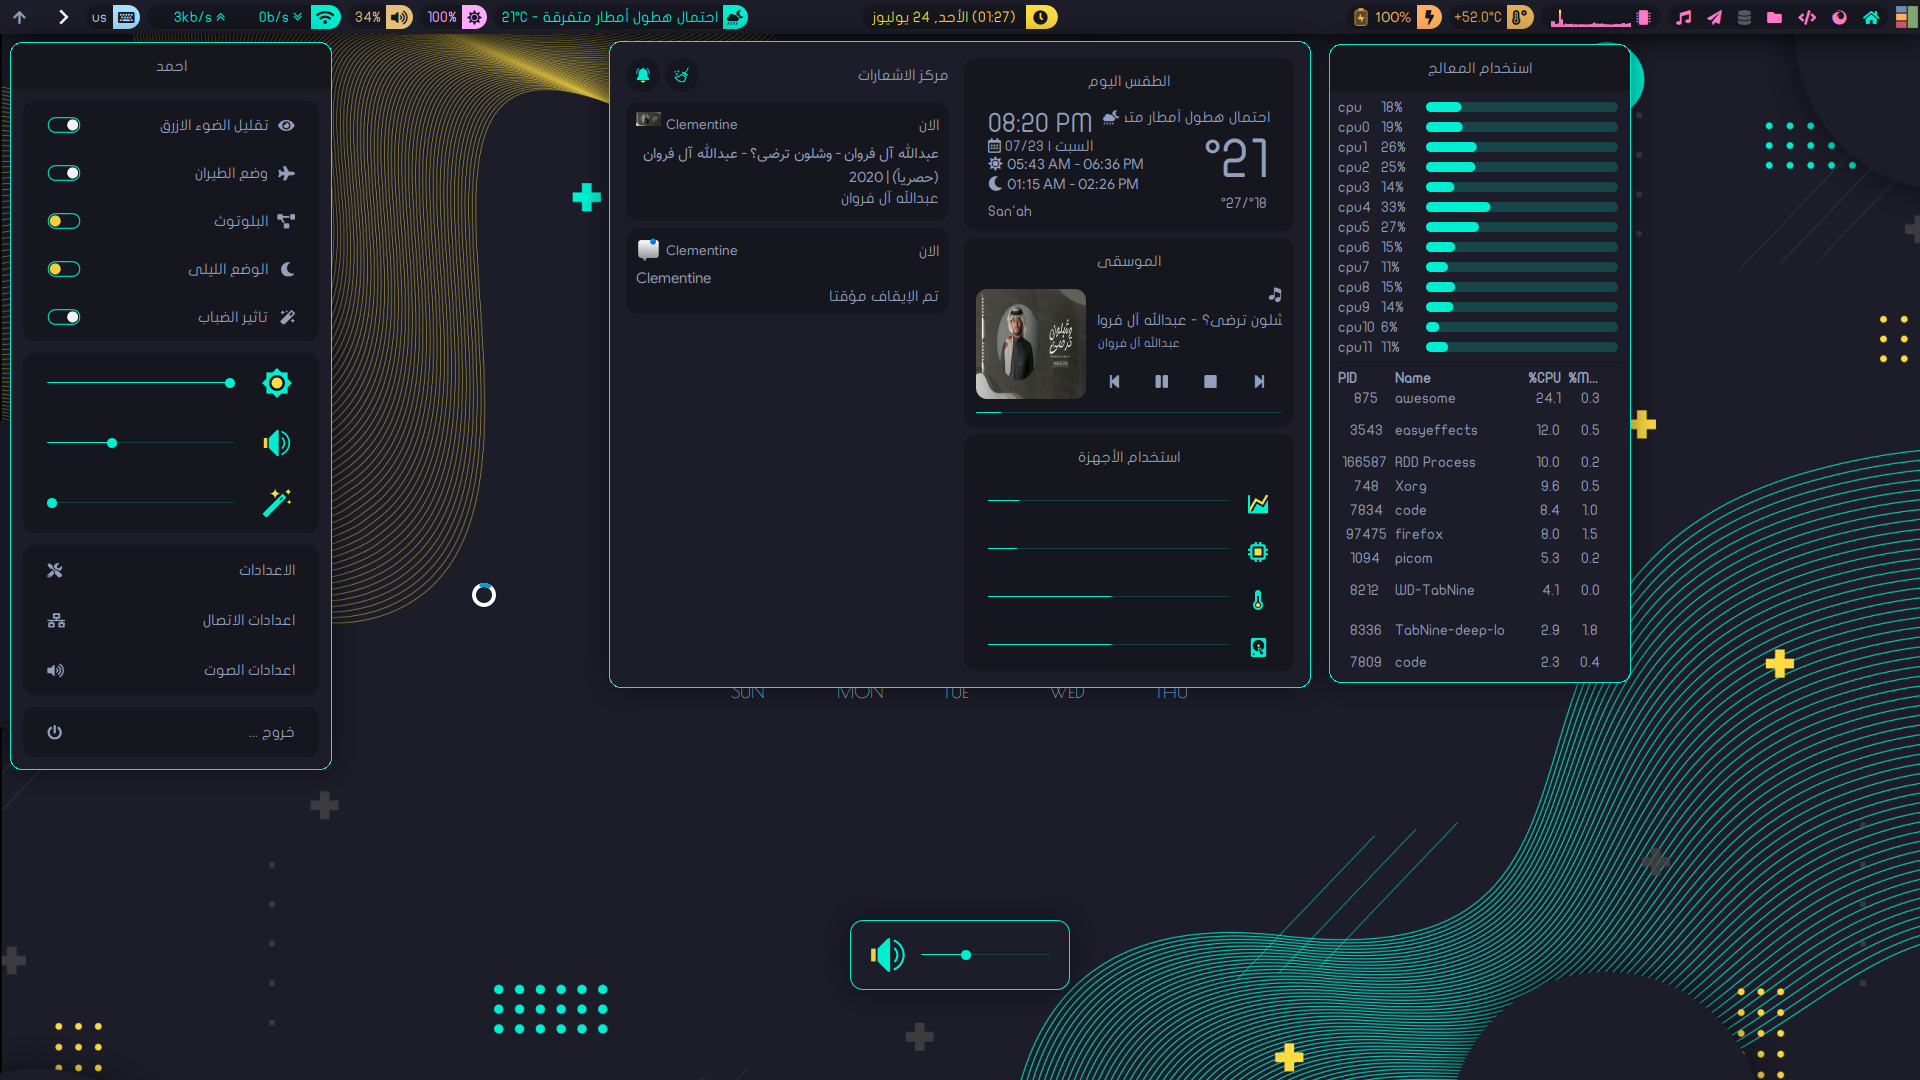 us
3kb/s
0b/s
34%
100%
احتمال هطول أمطار متفرقة - 21°C
(01:27) الأحد, 24 يوليوز
100%
+52.0°C
احمد
تقليل الضوء الازرق
وضع الطيران
البلوتوث
الوضع الليلى
تاثير الضباب
الاعدادات
اعدادات الاتصال
اعدادات الصوت
خروج ...
مركز الاشعارات
Clementine
الان
عبدالله آل فروان - وشلون ترضى؟ - عبدالله آل فروان
(حصرياً) | 2020
عبدالله آل فروان
Clementine
الان
Clementine
تم الإيقاف مؤقتا
الطقس اليوم
08:20 PM
احتمال هطول أمطار متـ
السبت | 07/23
05:43 AM - 06:36 PM
01:15 AM - 02:26 PM
°21
°27/°18
San'ah
الموسقى
شلون ترضى؟ - عبدالله آل فروا
عبدالله آل فروان
وشلون ترضى
استخدام الأجهزة
استخدام المعالج
cpu 18%
cpu0 19%
cpu1 26%
cpu2 25%
cpu3 14%
cpu4 33%
cpu5 27%
cpu6 15%
cpu7 11%
cpu8 15%
cpu9 14%
cpu10 6%
cpu11 11%
PID Name %CPU %M...
875 awesome 24.1 0.3
3543 easyeffects 12.0 0.5
166587 RDD Process 10.0 0.2
748 Xorg 9.6 0.5
7834 code 8.4 1.0
97475 firefox 8.0 1.5
1094 picom 5.3 0.2
8212 WD-TabNine 4.1 0.0
8336 TabNine-deep-lo 2.9 1.8
7809 code 2.3 0.4
SUN MON TUE WED THU